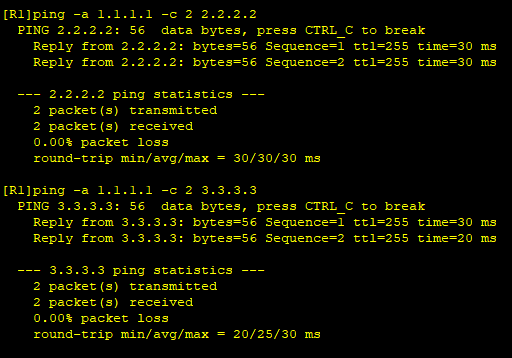 [R1]ping -a 1.1.1.1 -c 2 2.2.2.2
PING 2.2.2.2: 56  data bytes, press CTRL_C to break
Reply from 2.2.2.2: bytes=56 Sequence=1 ttl=255 time=30 ms
Reply from 2.2.2.2: bytes=56 Sequence=2 ttl=255 time=30 ms
--- 2.2.2.2 ping statistics ---
2 packet(s) transmitted
2 packet(s) received
0.00% packet loss
round-trip min/avg/max = 30/30/30 ms
[R1]ping -a 1.1.1.1 -c 2 3.3.3.3
PING 3.3.3.3: 56  data bytes, press CTRL_C to break
Reply from 3.3.3.3: bytes=56 Sequence=1 ttl=255 time=30 ms
Reply from 3.3.3.3: bytes=56 Sequence=2 ttl=255 time=20 ms
--- 3.3.3.3 ping statistics ---
2 packet(s) transmitted
2 packet(s) received
0.00% packet loss
round-trip min/avg/max = 20/25/30 ms